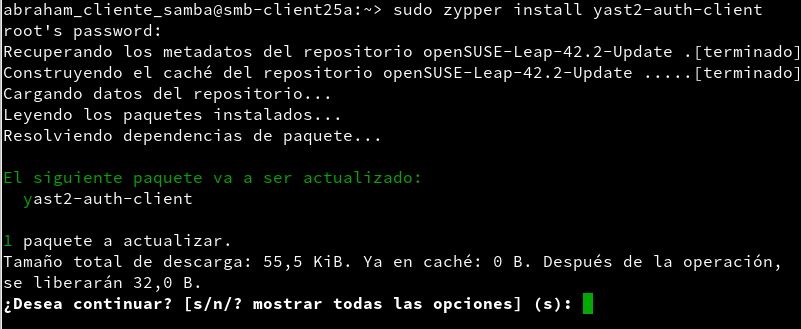 abraham_cliente_samba@smb-client25a:~> sudo zypper install yast2-auth-client
root's password:
Recuperando los metadatos del repositorio openSUSE-Leap-42.2-Update .[terminado]
Construyendo el caché del repositorio openSUSE-Leap-42.2-Update .....[terminado]
Cargando datos del repositorio...
Leyendo los paquetes instalados...
Resolviendo dependencias de paquete...
El siguiente paquete va a ser actualizado:
yast2-auth-client
1 paquete a actualizar.
Tamaño total de descarga: 55,5 KiB. Ya en caché: 0 B. Después de la operación,
se liberarán 32,0 B.
¿Desea continuar? [s/n/? mostrar todas las opciones] (s):